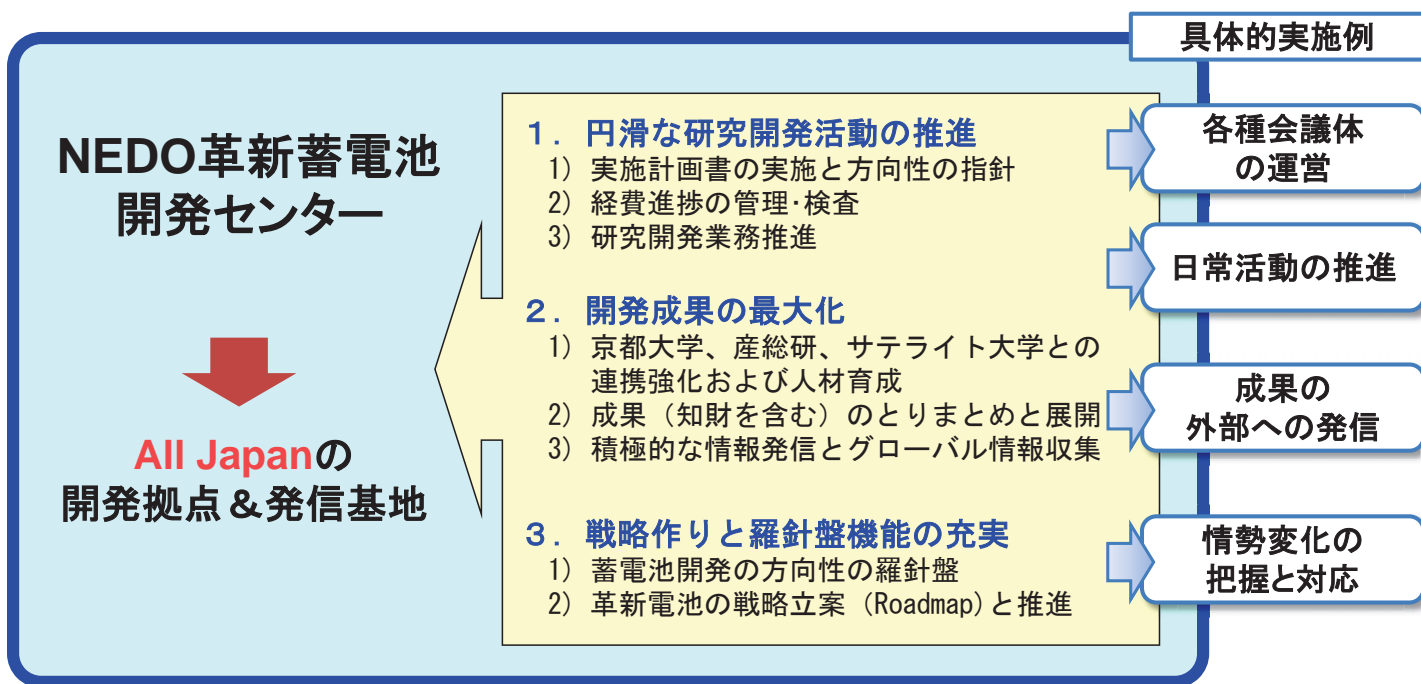 具体的実施例
NEDO革新蓄電池
開発センター
All Japanの
開発拠点＆発信基地
１．円滑な研究開発活動の推進
1) 実施計画書の実施と方向性の指針
2) 経費進捗の管理･検査
3) 研究開発業務推進
２．開発成果の最大化
1) 京都大学、産総研、サテライト大学との
連携強化および人材育成
2) 成果（知財を含む）のとりまとめと展開
3) 積極的な情報発信とグローバル情報収集
３．戦略作りと羅針盤機能の充実
1) 蓄電池開発の方向性の羅針盤
2) 革新電池の戦略立案（Roadmap)と推進
各種会議体
の運営
日常活動の推進
成果の
外部への発信
情勢変化の
把握と対応